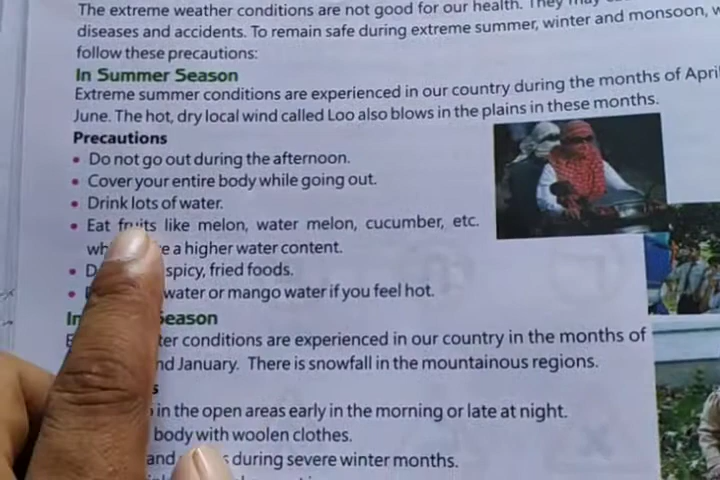 The extreme weather conditions are not good for our health. They may
diseases and accidents. To remain safe during extreme summer, winter and monsoon,
follow these precautions:
In Summer Season
Extreme summer conditions are experienced in our country during the months of April
June. The hot, dry local wind called Loo also blows in the plains in these months.
Precautions
• Do not go out during the afternoon.
• Cover your entire body while going out.
• Drink lots of water.
• Eat fruits like melon, water melon, cucumber, etc.
a higher water content.
• spicy, fried foods.
• water or mango water if you feel hot.
Season
conditions are experienced in our country in the months of
January. There is snowfall in the mountainous regions.
in the open areas early in the morning or late at night.
body with woolen clothes.
and during severe winter months.